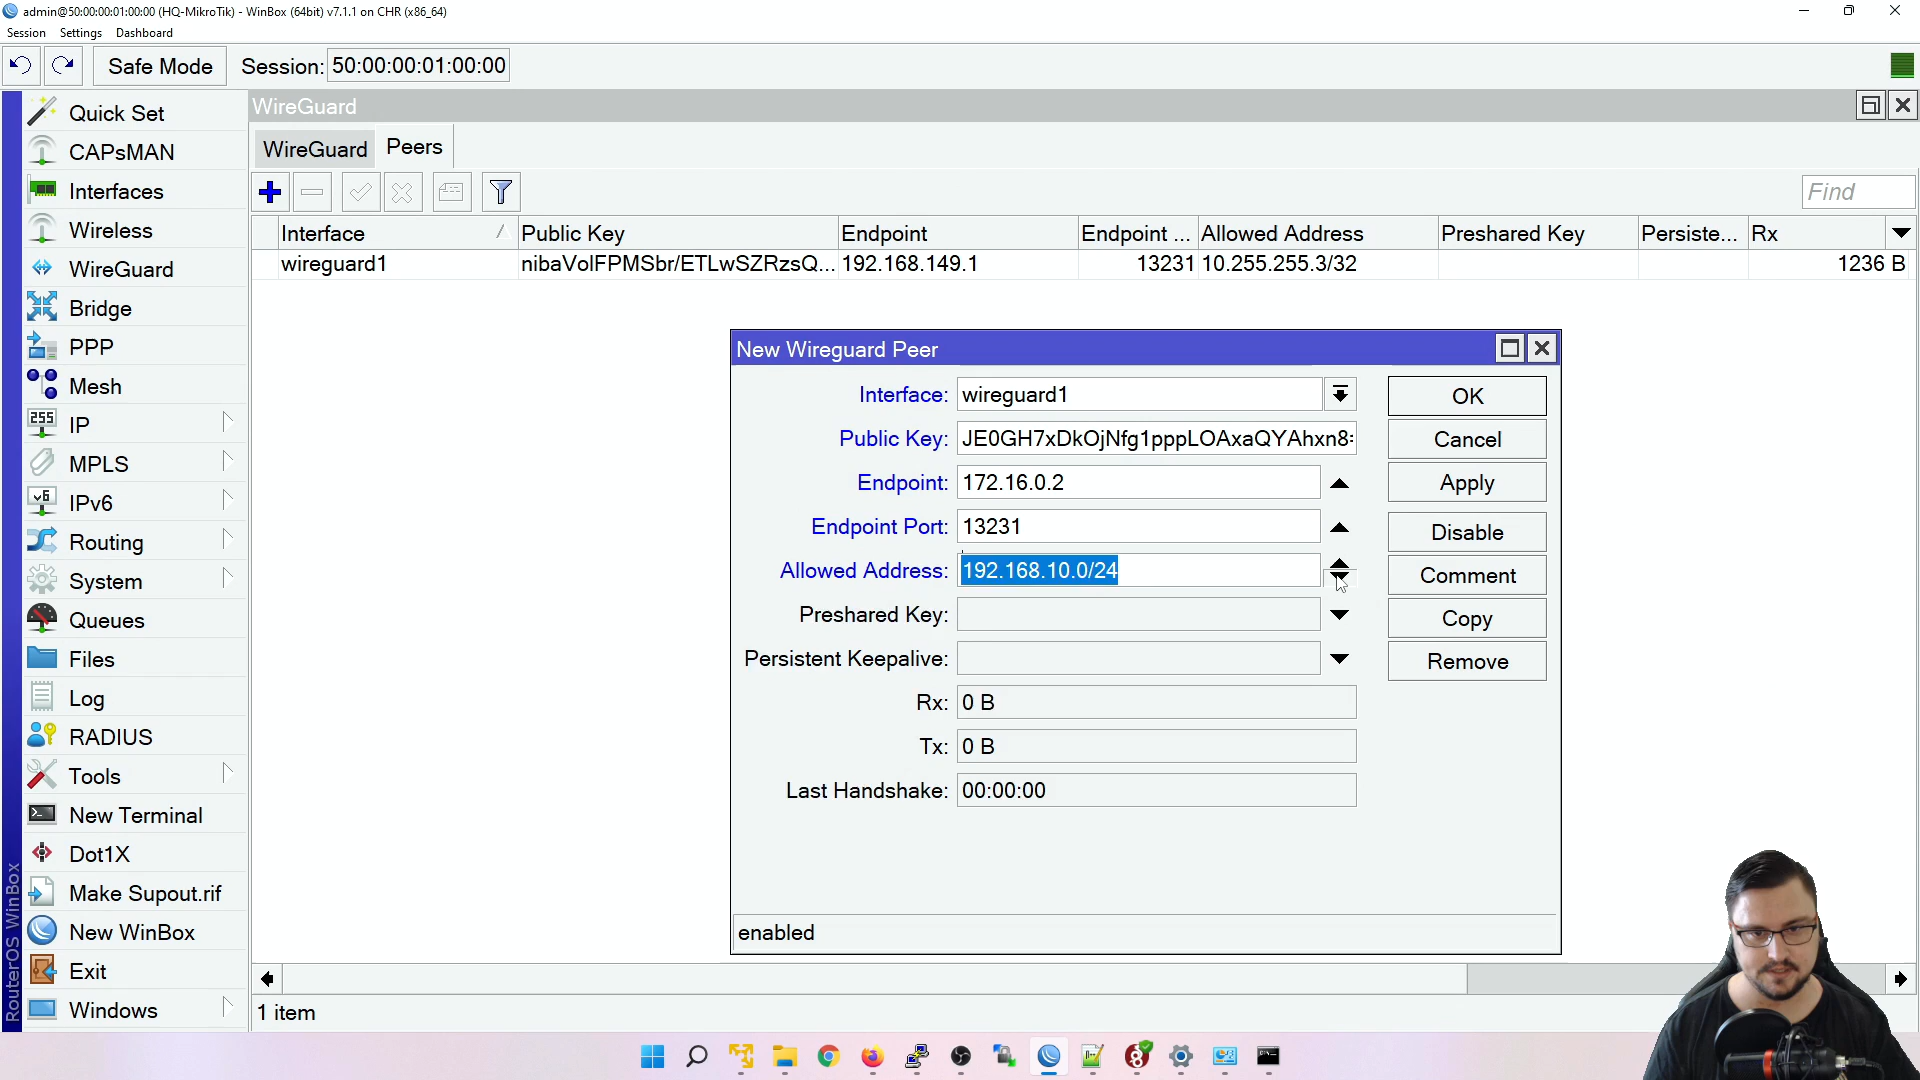 admin@50:00:00:01:00:00 (HQ-MikroTik) - WinBox (64bit) v7.1.1 on CHR (x86_64)
Session Settings Dashboard
Safe Mode Session: 50:00:00:01:00:00
Quick Set
CAPsMAN
Interfaces
Wireless
WireGuard
Bridge
PPP
Mesh
255 IP
MPLS
v6 IPv6
Routing
System
Queues
Files
Log
RADIUS
Tools
New Terminal
Dot1X
Make Supout.rif
New WinBox
Exit
Windows
RouterOS WinBox
WireGuard
WireGuard Peers
Find
Interface Public Key Endpoint Endpoint ... Allowed Address Preshared Key Persiste... Rx
wireguard1 nibaVolFPMSbr/ETLwSZRzsQ... 192.168.149.1 13231 10.255.255.3/32 1236 B
New Wireguard Peer
Interface: wireguard1
Public Key: JE0GH7xDkOjNfg1pppLOAxaQYAhxn8=
Endpoint: 172.16.0.2
Endpoint Port: 13231
Allowed Address: 192.168.10.0/24
Preshared Key:
Persistent Keepalive:
Rx: 0 B
Tx: 0 B
Last Handshake: 00:00:00
OK
Cancel
Apply
Disable
Comment
Copy
Remove
enabled
1 item